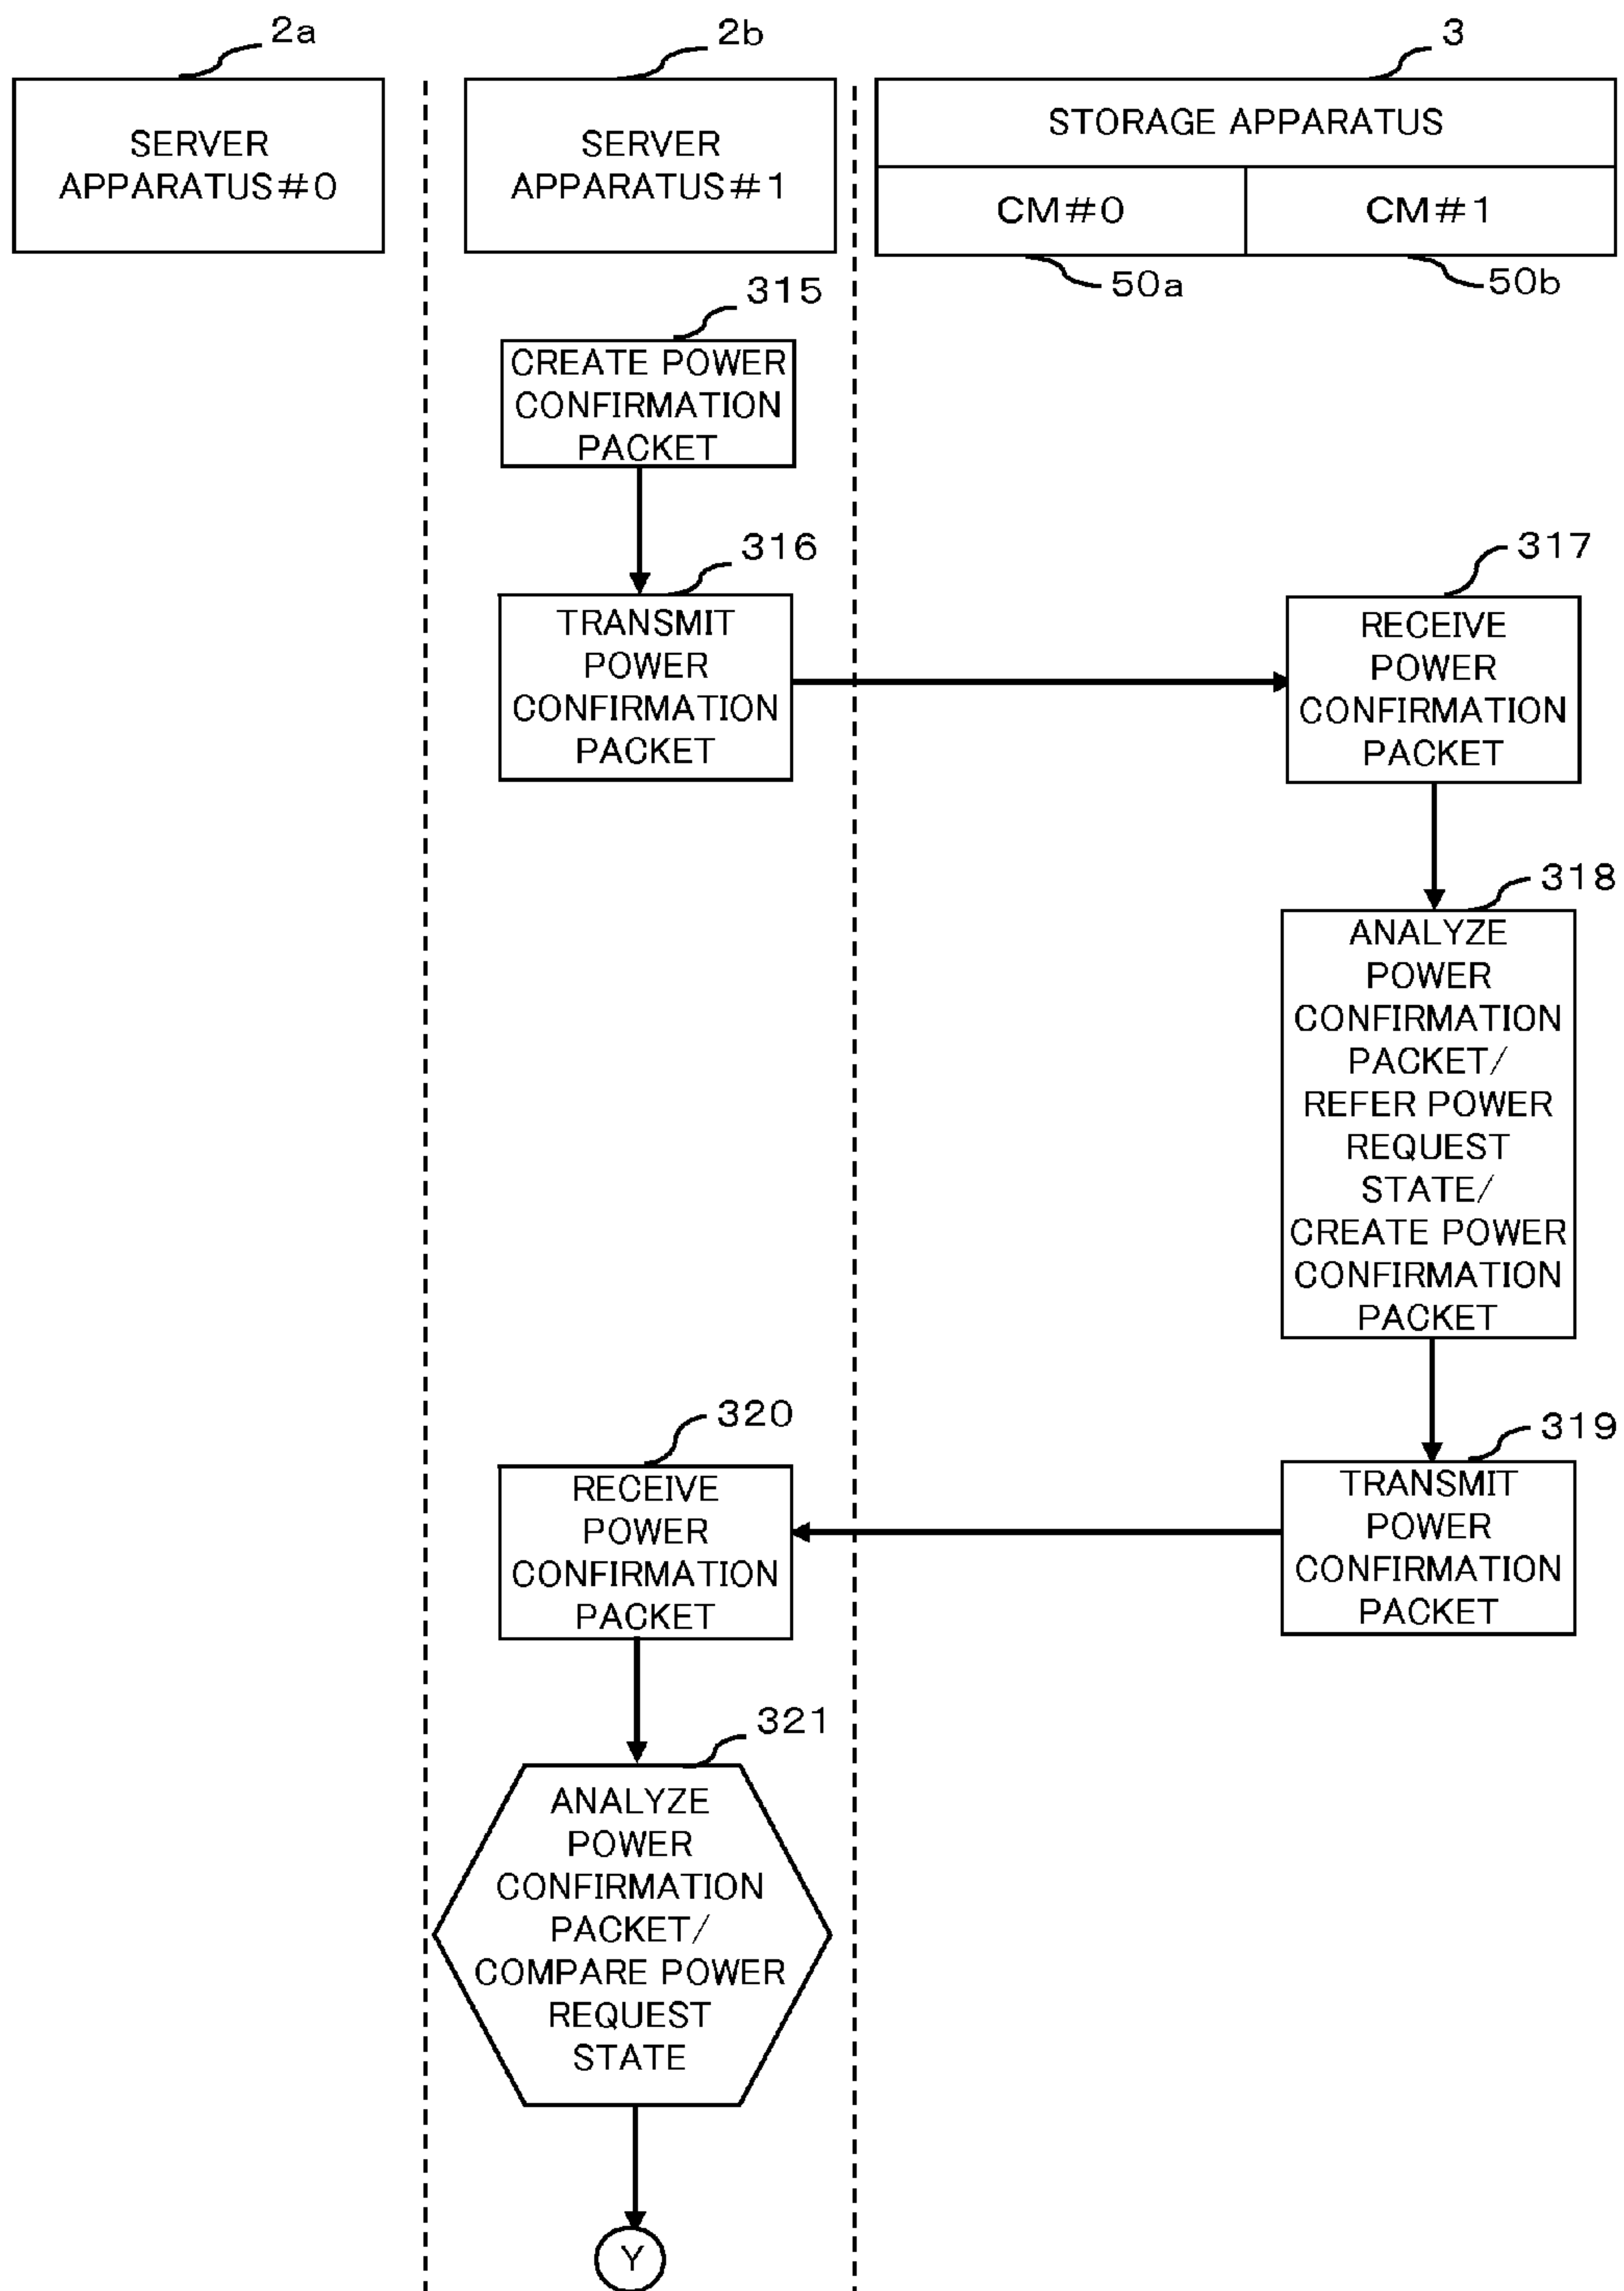 2a
2b
3
SERVER
APPARATUS#0
SERVER
APPARATUS#1
STORAGE APPARATUS
CM#0
CM#1
50a
50b
315
CREATE POWER
CONFIRMATION
PACKET
316
TRANSMIT
POWER
CONFIRMATION
PACKET
317
RECEIVE
POWER
CONFIRMATION
PACKET
318
ANALYZE
POWER
CONFIRMATION
PACKET/
REFER POWER
REQUEST
STATE/
CREATE POWER
CONFIRMATION
PACKET
319
TRANSMIT
POWER
CONFIRMATION
PACKET
320
RECEIVE
POWER
CONFIRMATION
PACKET
321
ANALYZE
POWER
CONFIRMATION
PACKET/
COMPARE POWER
REQUEST
STATE
Y